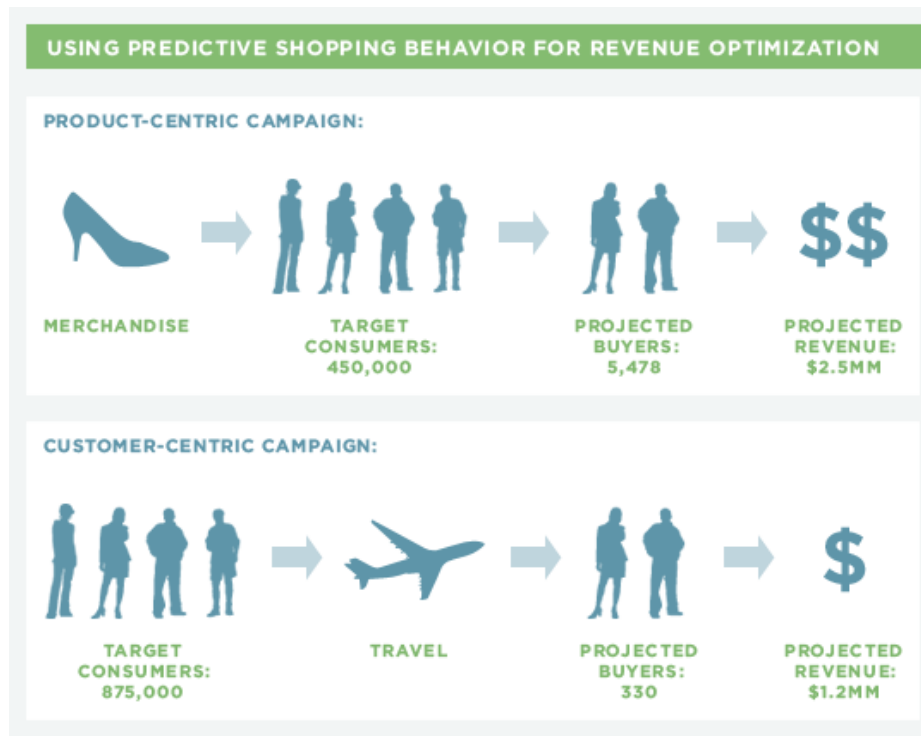 USING PREDICTIVE SHOPPING BEHAVIOR FOR REVENUE OPTIMIZATION
PRODUCT-CENTRIC CAMPAIGN:
$$
MERCHANDISE
TARGET
CONSUMERS:
450,000
PROJECTED
BUYERS:
5,478
PROJECTED
REVENUE:
$2.5MM
CUSTOMER-CENTRIC CAMPAIGN:
$
TARGET
CONSUMERS:
875,000
TRAVEL
PROJECTED
BUYERS:
330
PROJECTED
REVENUE:
$1.2MM